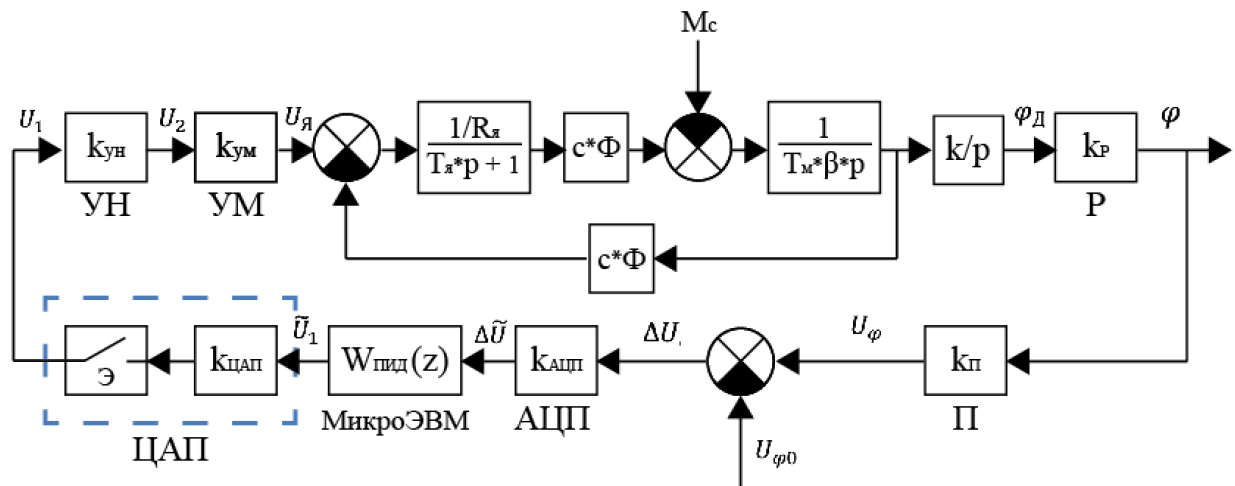 Mc
U₁
kУН
УН
U₂
kУМ
УМ
UЯ
1/Rя
Tя*p + 1
c*Ф
1
Tм*β*p
k/p
φД
kР
Р
φ
c*Ф
Э
kЦАП
ЦАП
Ũ₁
WПИД(z)
МикроЭВМ
ΔŨ
kАЦП
АЦП
ΔU
Uφ
kП
П
Uφ0